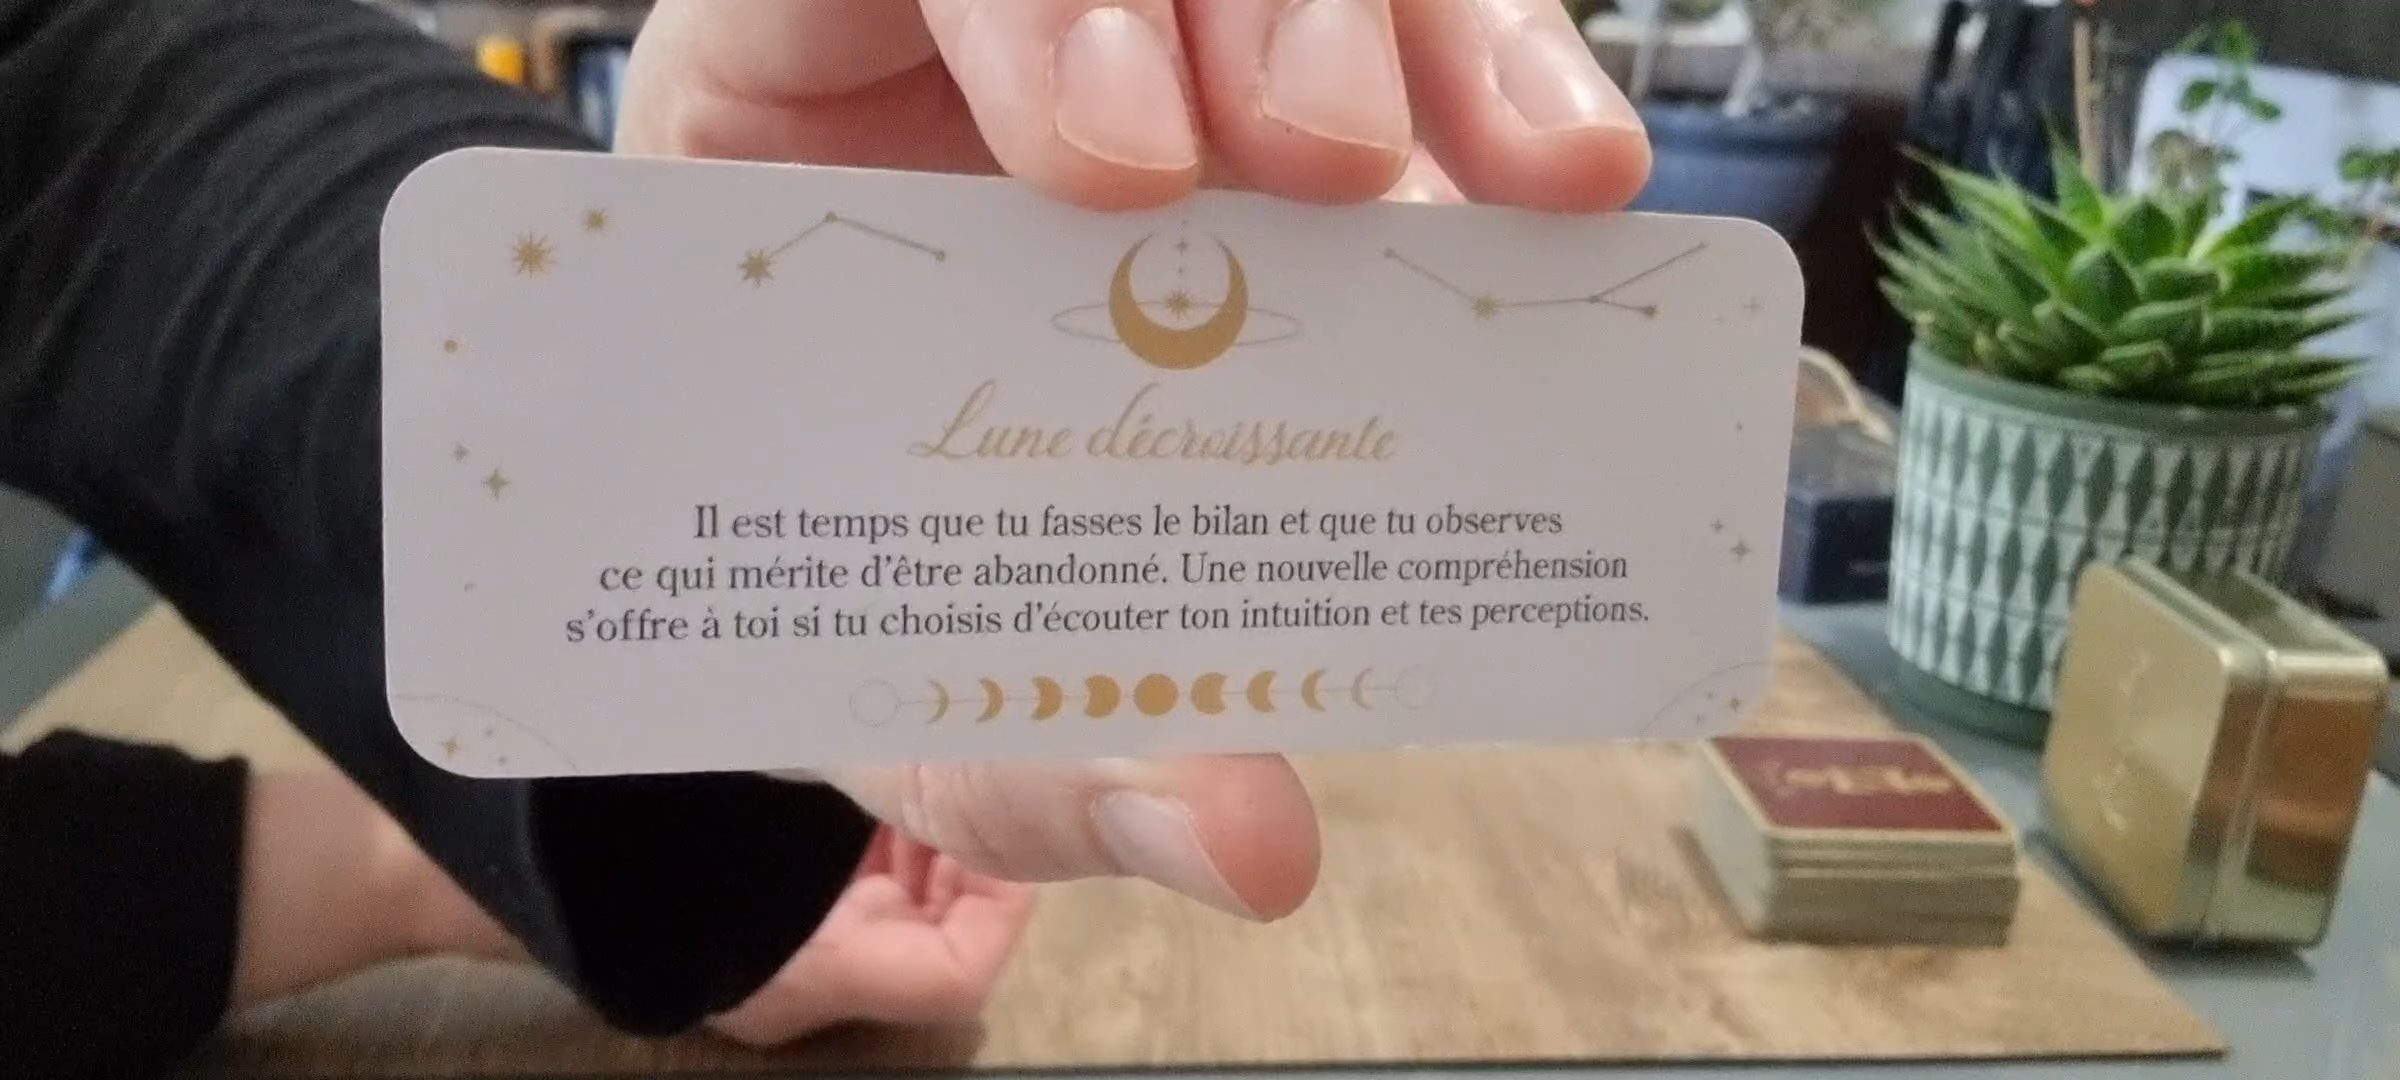 Lune décroissante
Il est temps que tu fasses le bilan et que tu observes
ce qui mérite d'être abandonné. Une nouvelle compréhension
s'offre à toi si tu choisis d'écouter ton intuition et tes perceptions.